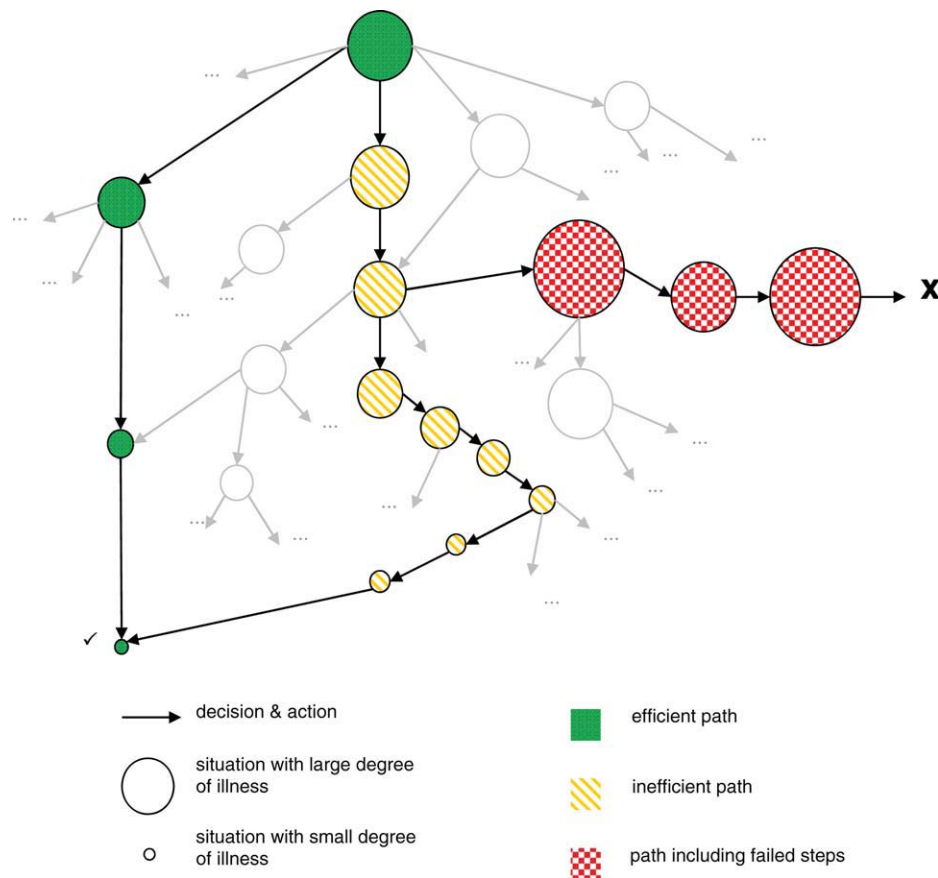 ...
...
...
...
...
...
...
...
...
...
X
...
...
...
...
...
...
...
...
...
✓
...
decision & action
efficient path
situation with large degree
of illness
inefficient path
situation with small degree
of illness
path including failed steps